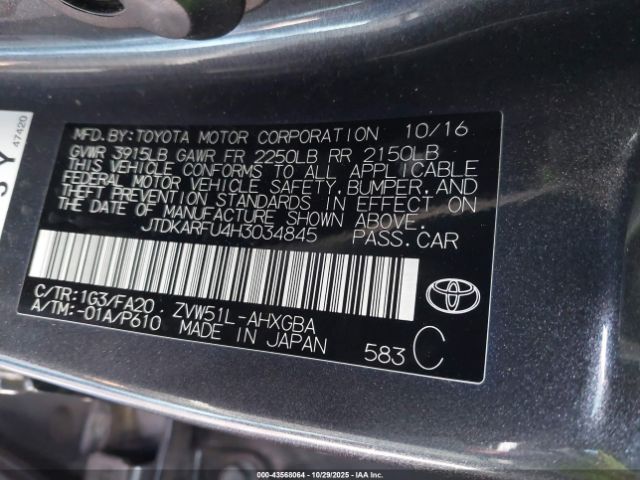 47420
MFD.BY:TOYOTA MOTOR CORPORATION 10/16
GVWR 3915LB GAWR FR 2250LB RR 2150LB
THIS VEHICLE CONFORMS TO ALL APPLICABLE
FEDERAL MOTOR VEHICLE SAFETY,BUMPER,AND
THEFT PREVENTION STANDARDS IN EFFECT ON
THE DATE OF MANUFACTURE SHOWN ABOVE.
JTDKARFU4H3034845 PASS.CAR
C/TR:1G3/FA20 ZVW51L-AHXGBA
A/TM:-01A/P610 MADE IN JAPAN
583 C
000-43568064 - 10/29/2025 - IAAI.COM